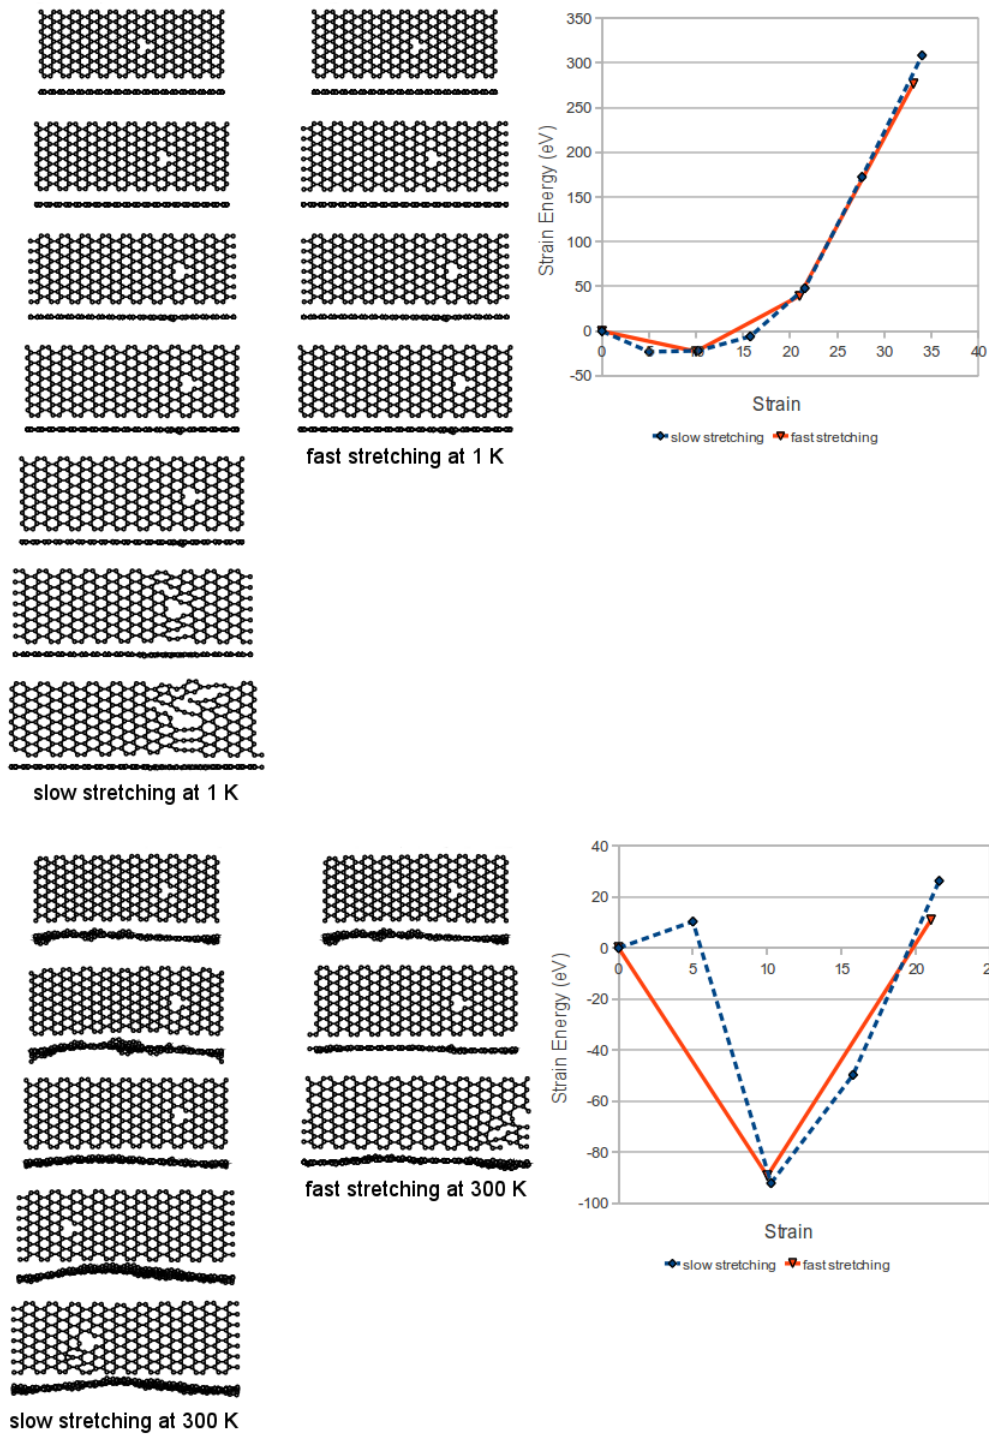 350
300
250
200
150
100
50
0
-50
0 5 10 15 20 25 30 35 40
Strain Energy (eV)
Strain
slow stretching fast stretching
fast stretching at 1 K
slow stretching at 1 K
40
20
0
-20
-40
-60
-80
-100
0 5 10 15 20 2
Strain Energy (eV)
Strain
slow stretching fast stretching
fast stretching at 300 K
slow stretching at 300 K